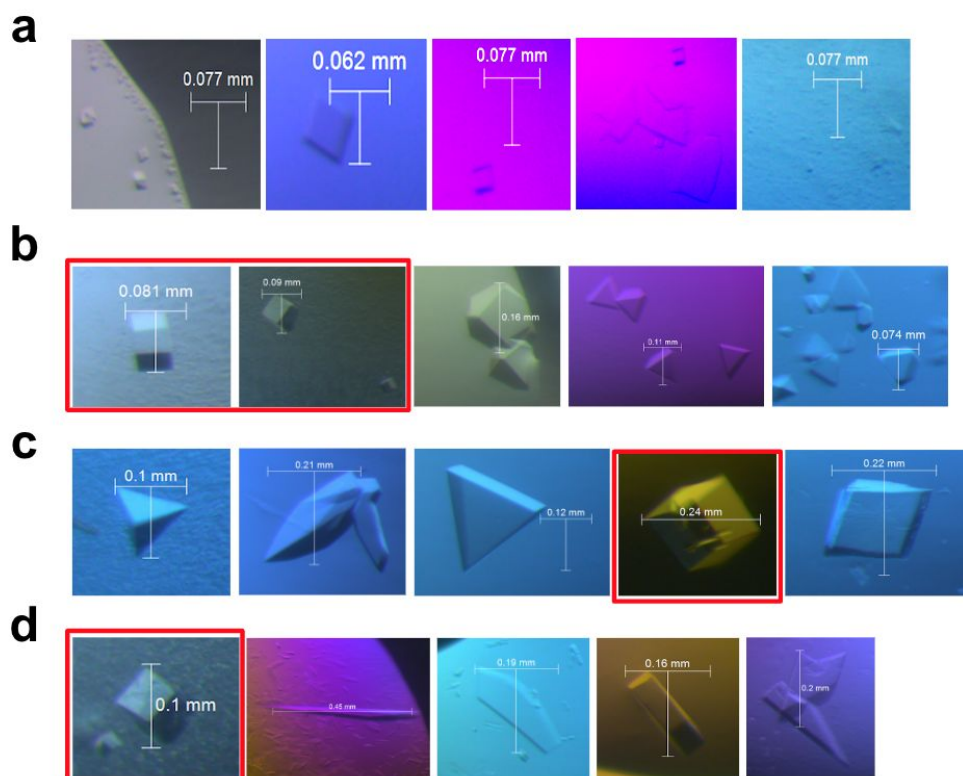 a
0.077 mm
0.062 mm
0.077 mm
0.077 mm
b
0.081 mm
0.09 mm
0.16 mm
0.11 mm
0.074 mm
c
0.1 mm
0.21 mm
0.12 mm
0.24 mm
0.22 mm
d
0.1 mm
0.45 mm
0.19 mm
0.16 mm
0.2 mm